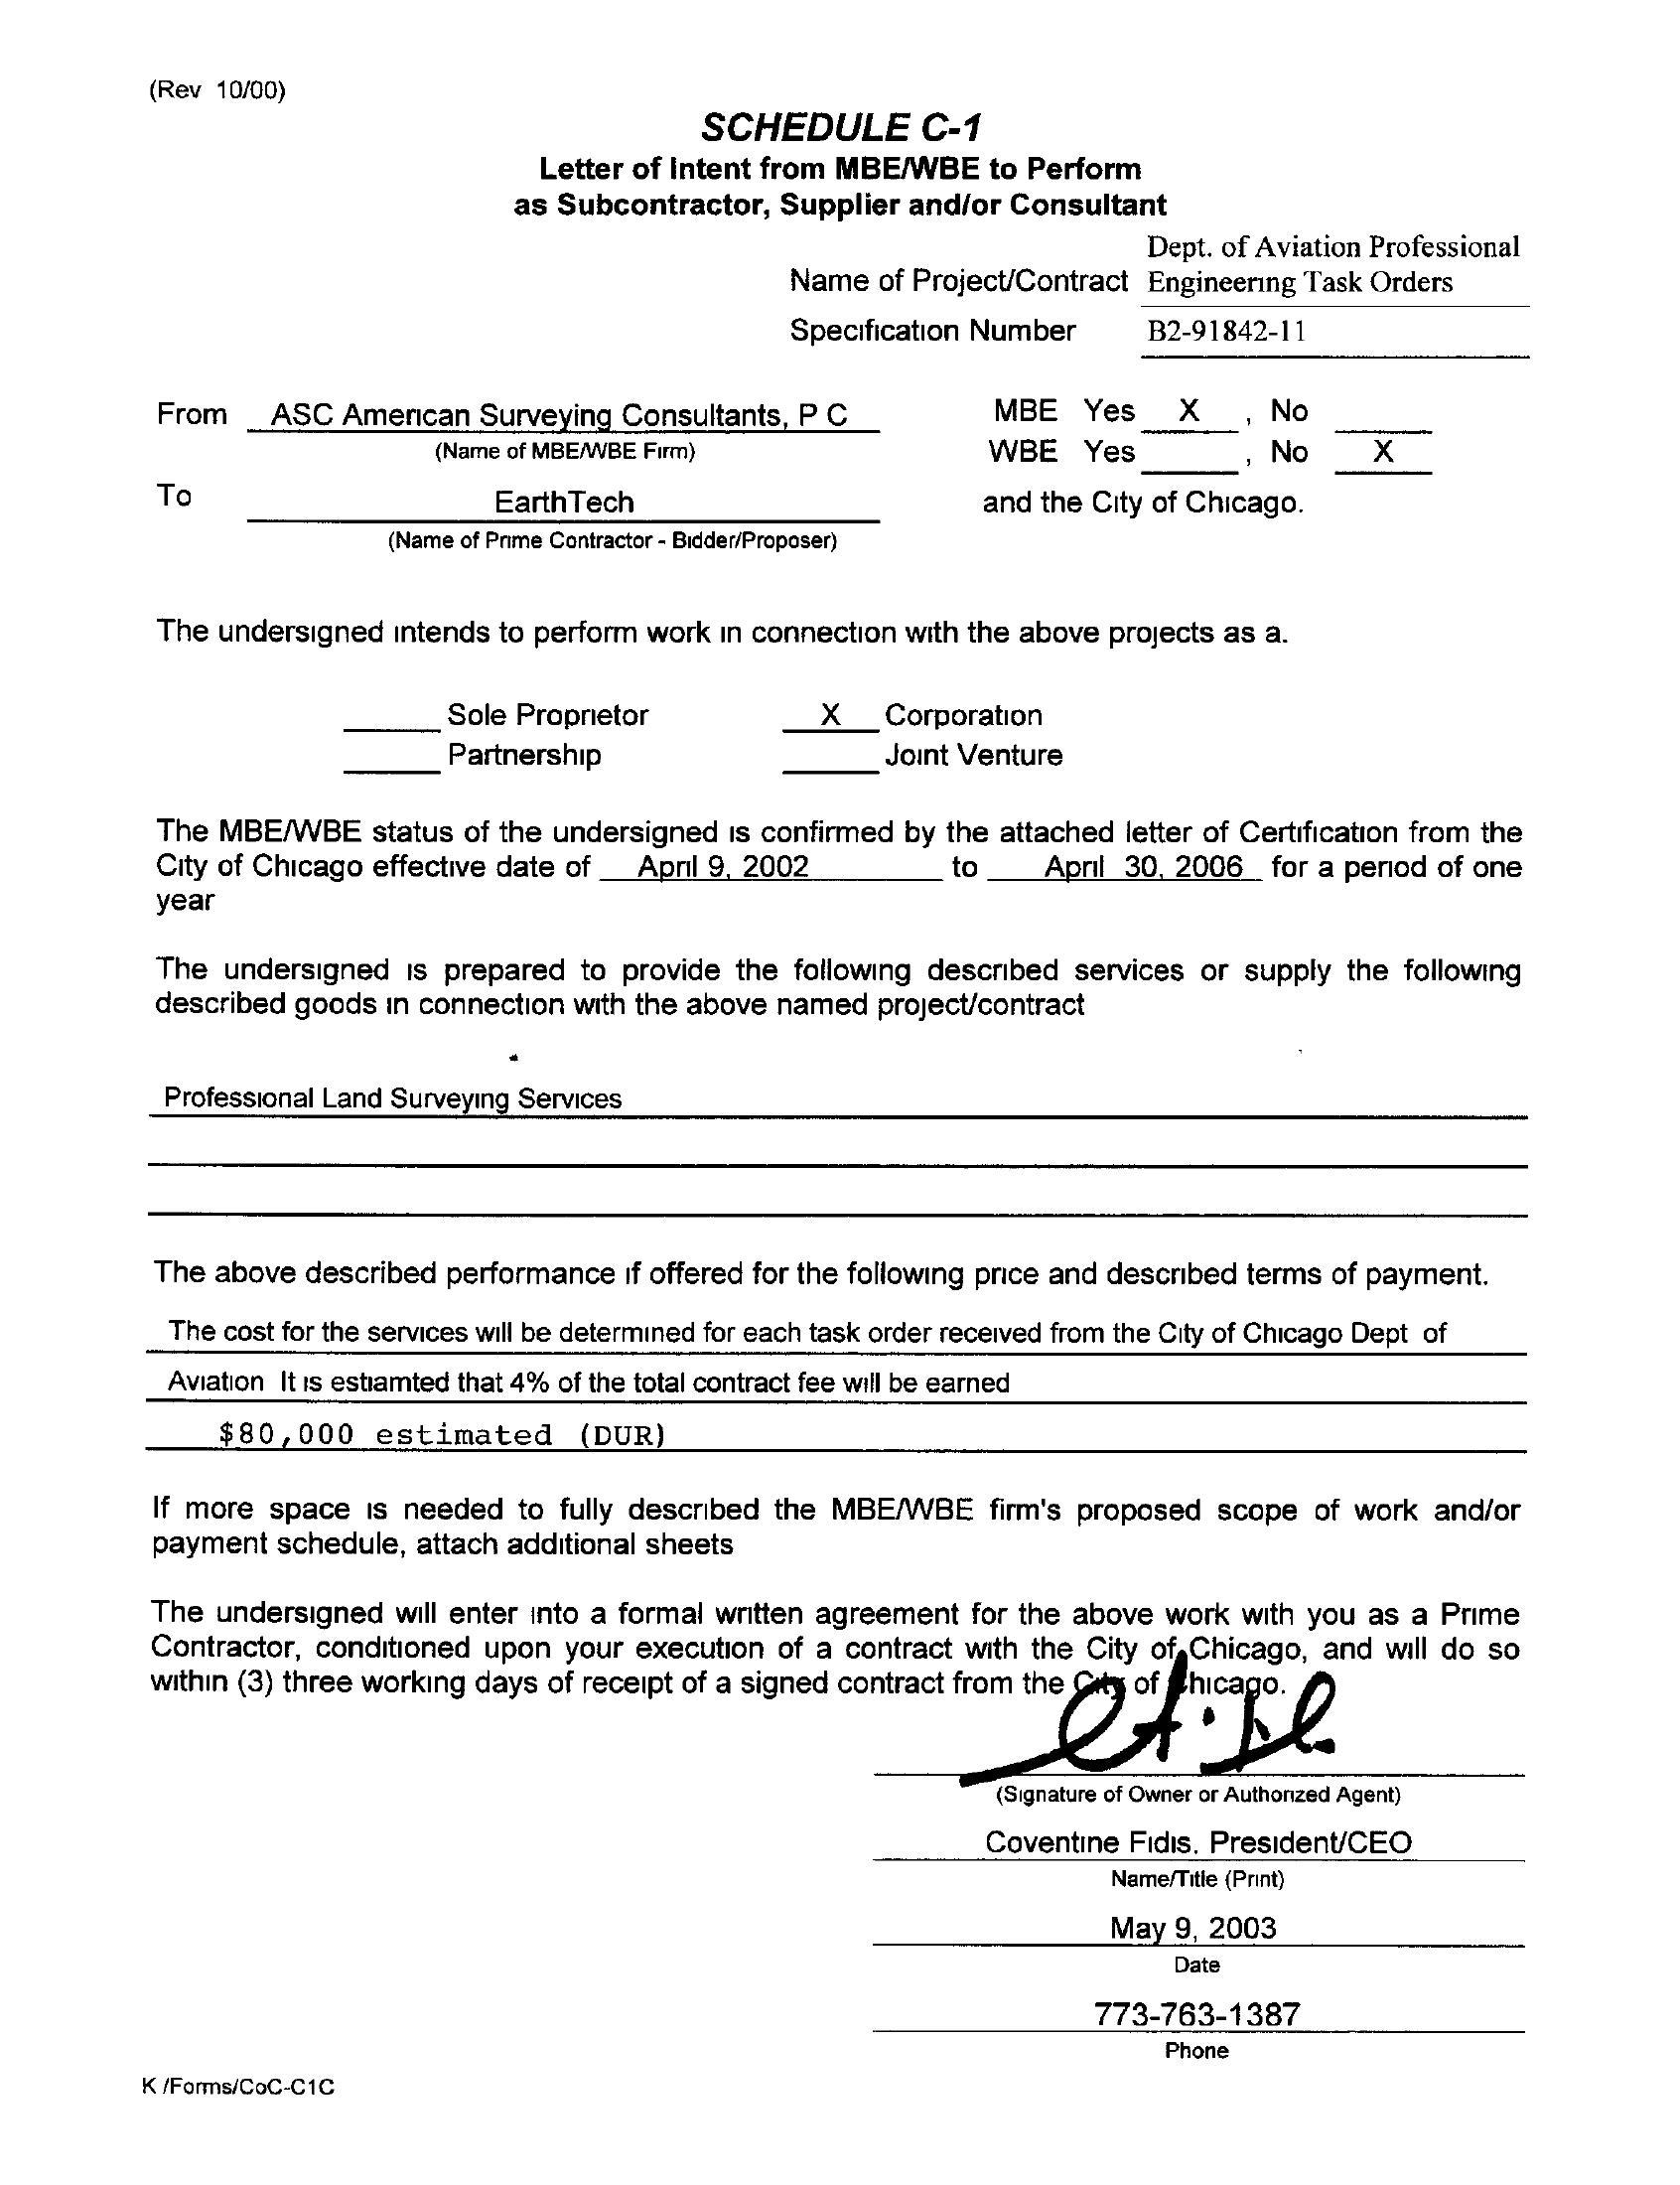 (Rev 10/00)
SCHEDULE C-1
Letter of Intent from MBE/WBE to Perform
as Subcontractor, Supplier and/or Consultant
Dept. of Aviation Professional
Name of Project/Contract Engineering Task Orders
Specification Number B2-91842-11
From ASC American Surveying Consultants, P C MBE Yes X , No
(Name of MBE/WBE Firm) WBE Yes , No X
To EarthTech and the City of Chicago.
(Name of Prime Contractor - Bidder/Proposer)
The undersigned intends to perform work in connection with the above projects as a.
Sole Proprietor X Corporation
Partnership Joint Venture
The MBE/WBE status of the undersigned is confirmed by the attached letter of Certification from the
City of Chicago effective date of April 9, 2002 to April 30, 2006 for a period of one
year
The undersigned is prepared to provide the following described services or supply the following
described goods in connection with the above named project/contract
Professional Land Surveying Services
The above described performance if offered for the following price and described terms of payment.
The cost for the services will be determined for each task order received from the City of Chicago Dept of
Aviation It is estiamted that 4% of the total contract fee will be earned
$80,000 estimated (DUR)
If more space is needed to fully described the MBE/WBE firm's proposed scope of work and/or
payment schedule, attach additional sheets
The undersigned will enter into a formal written agreement for the above work with you as a Prime
Contractor, conditioned upon your execution of a contract with the City of Chicago, and will do so
within (3) three working days of receipt of a signed contract from the City of Chicago.
(Signature of Owner or Authorized Agent)
Coventine Fidis. President/CEO
Name/Title (Print)
May 9, 2003
Date
773-763-1387
Phone
K /Forms/CoC-C1C